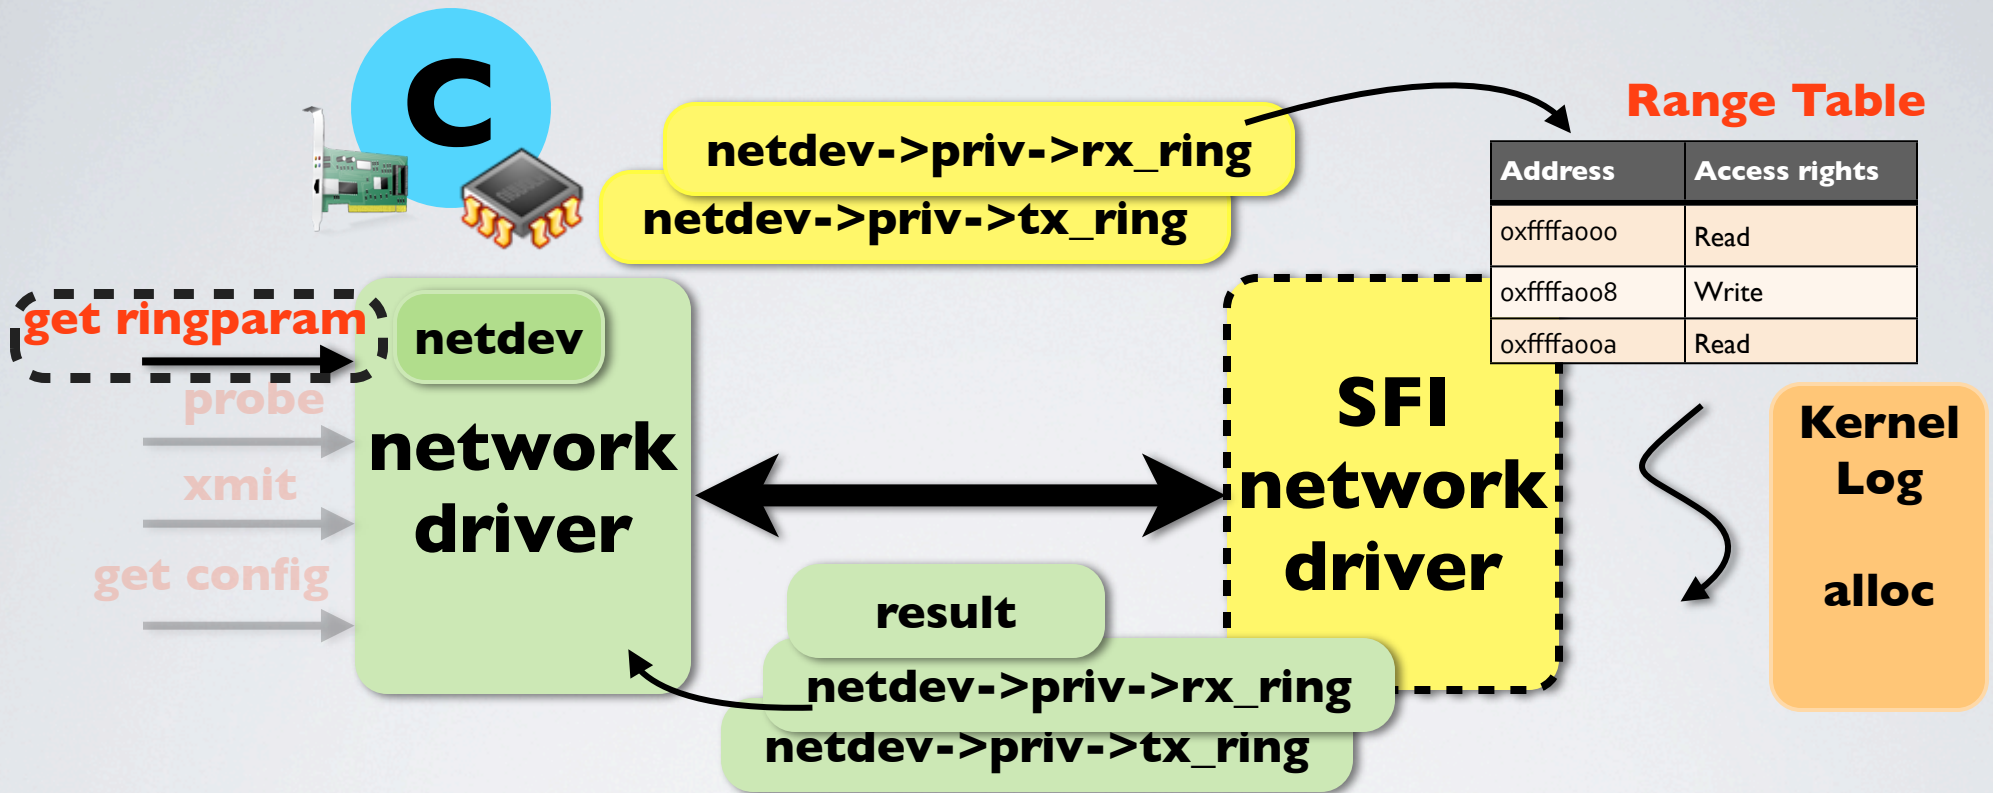 C
netdev->priv->rx_ring
netdev->priv->tx_ring
Range Table
Address Access rights
0xffffa000 Read
0xffffa008 Write
0xffffa00a Read
get ringparam
probe
xmit
get config
netdev
network
driver
SFI
network
driver
Kernel
Log
alloc
result
netdev->priv->rx_ring
netdev->priv->tx_ring